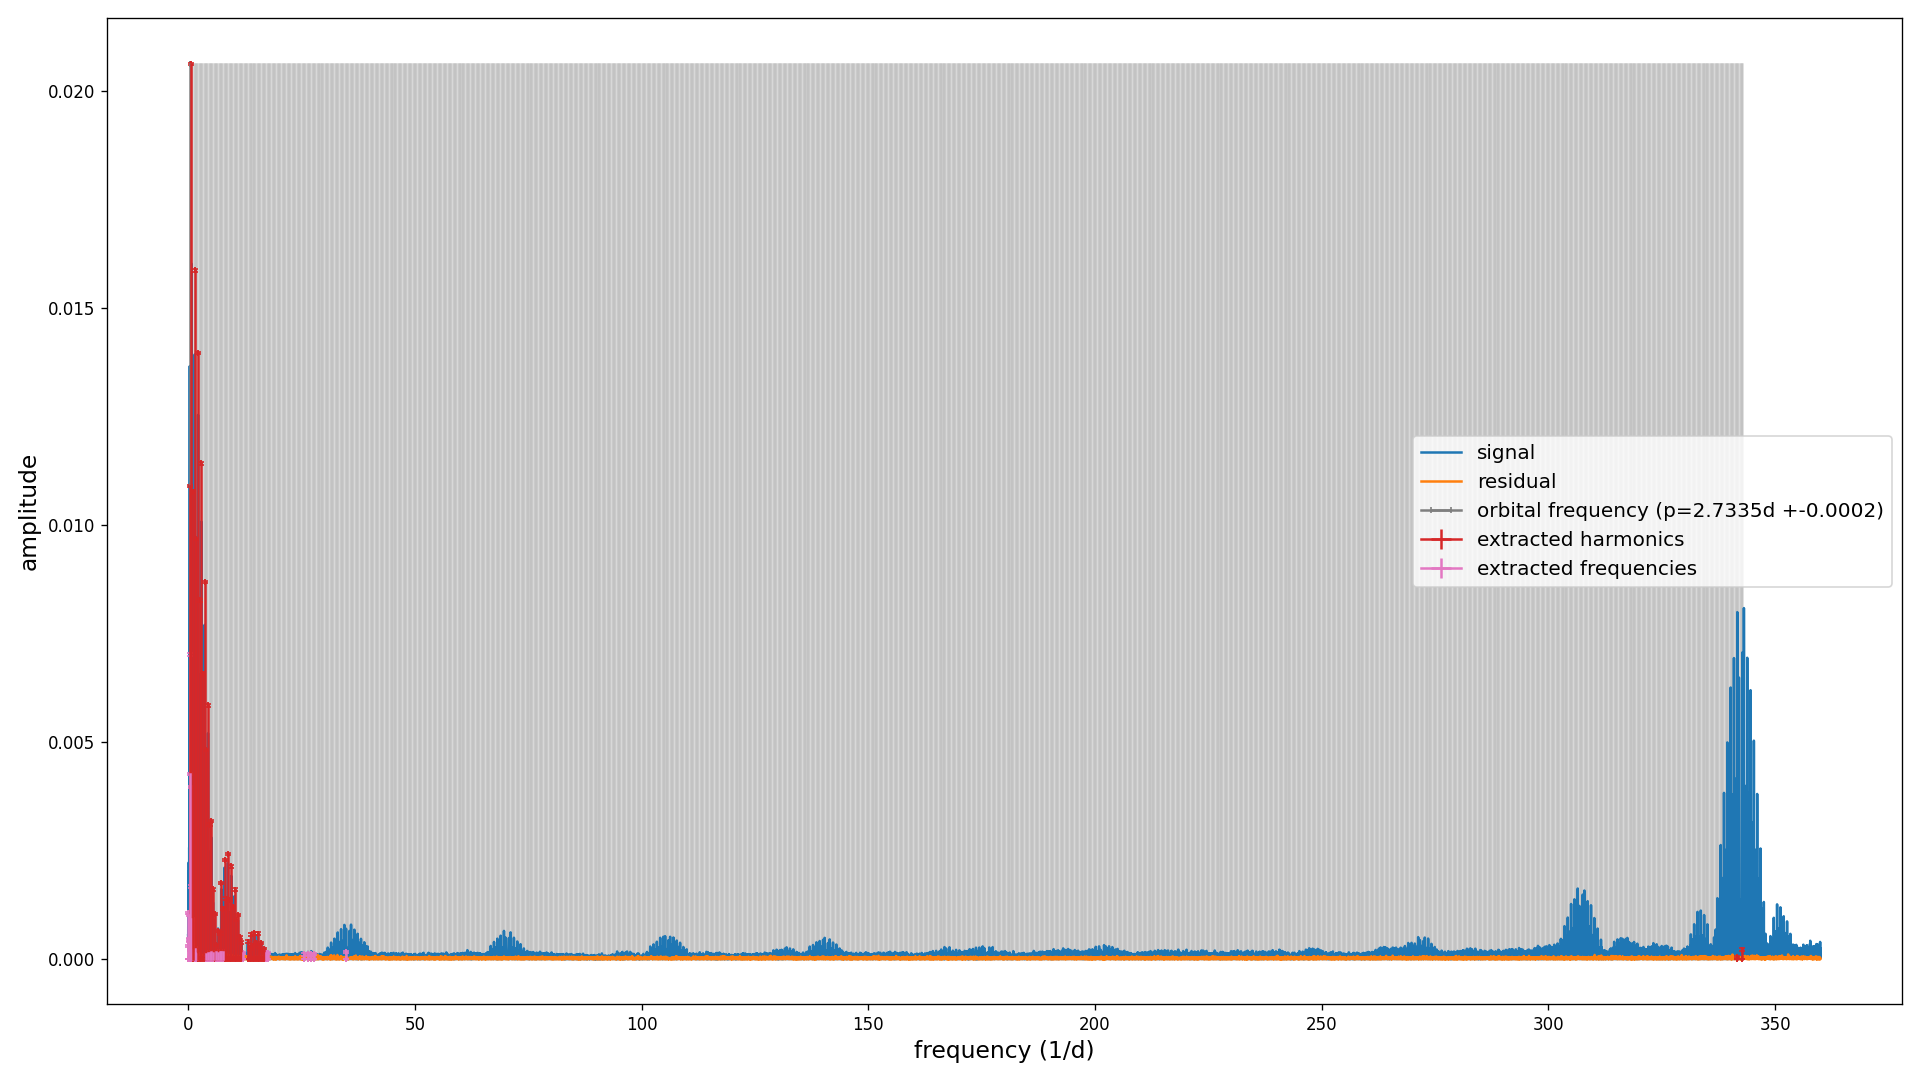 0.020
0.015
0.010
0.005
0.000
amplitude
0 50 100 150 200 250 300 350
frequency (1/d)
signal
residual
orbital frequency (p=2.7335d +-0.0002)
extracted harmonics
extracted frequencies